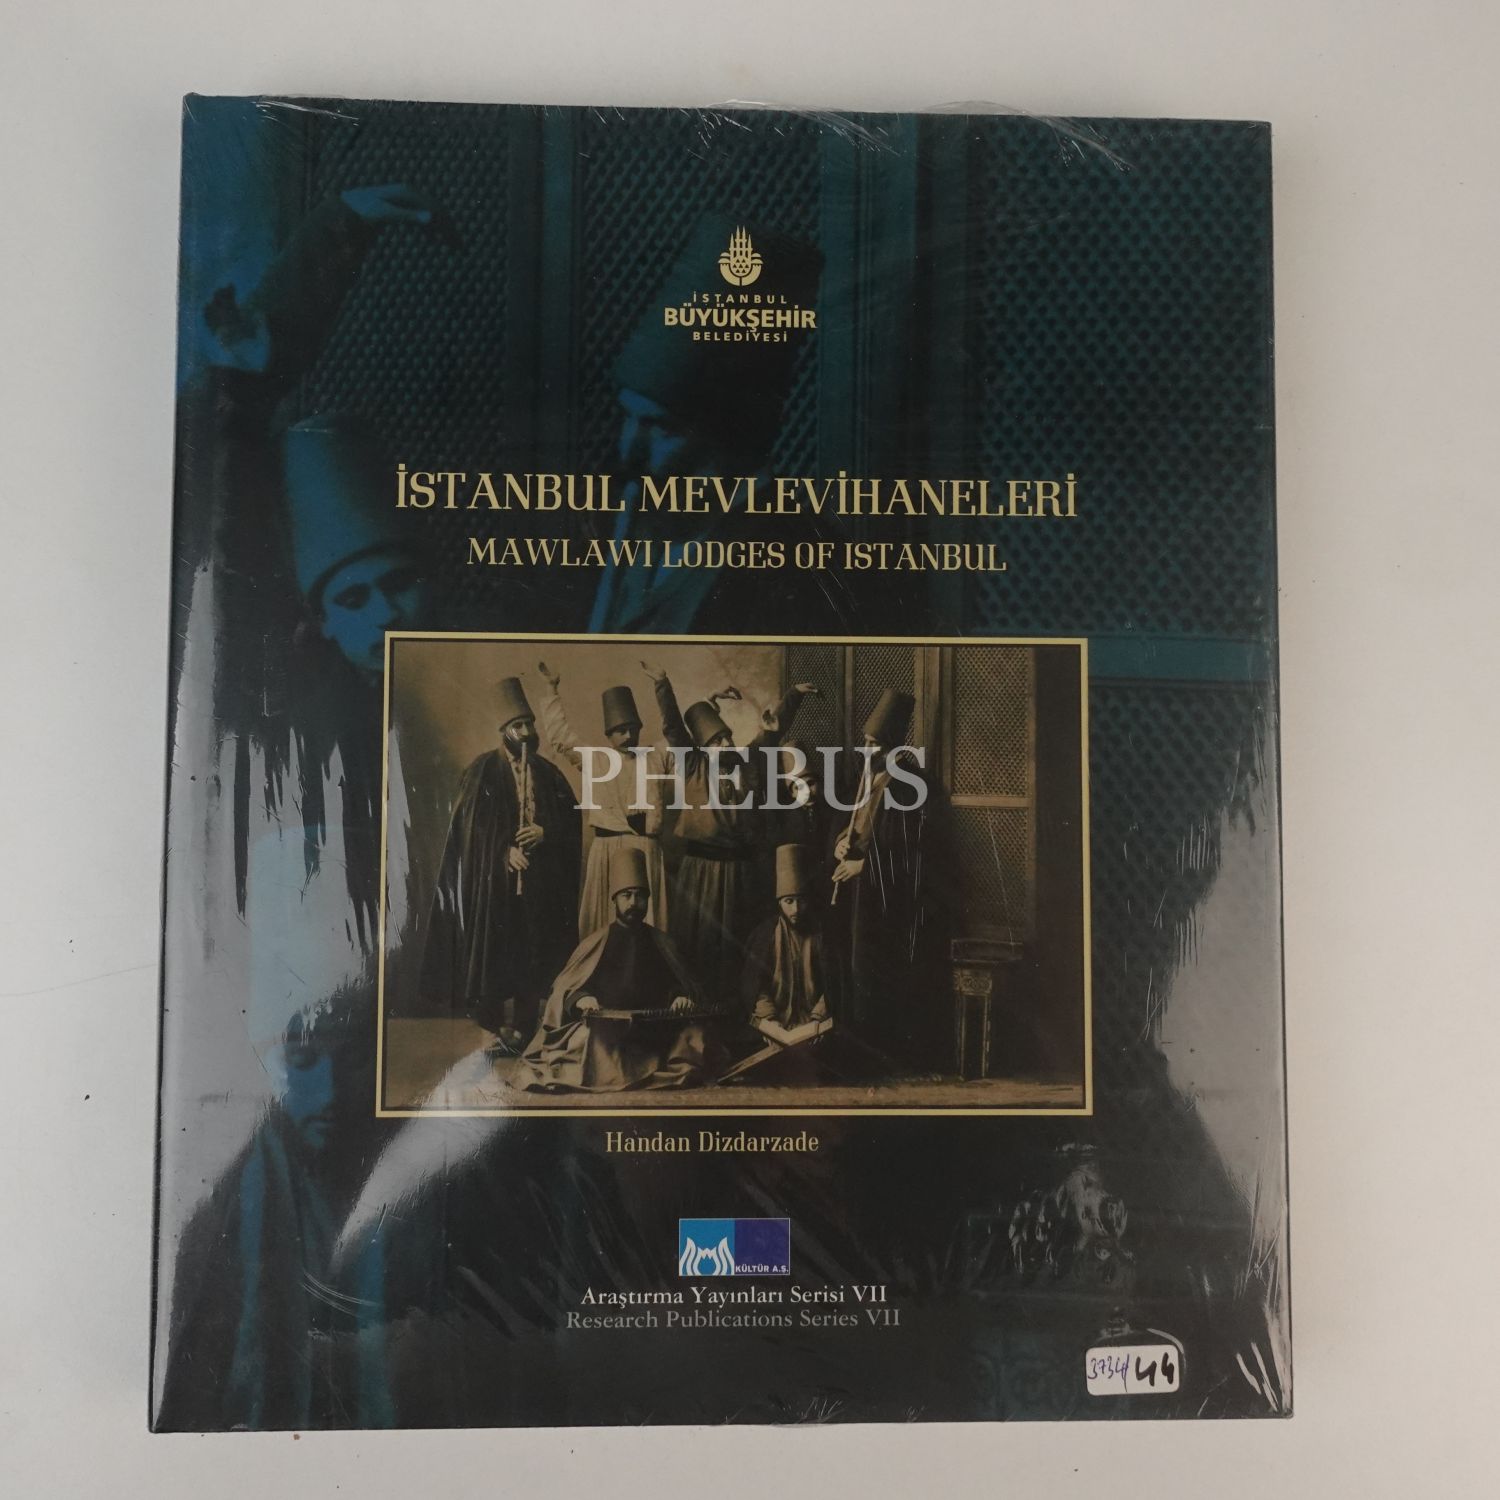 İSTANBUL
BÜYÜKŞEHİR
BELEDİYESİ
İSTANBUL MEVLEVİHANELERİ
MAWLAWI LODGES OF ISTANBUL
PHEBUS
Handan Dizdarzade
KÜLTÜR A.Ş.
Araştırma Yayınları Serisi VII
Research Publications Series VII
3734/44